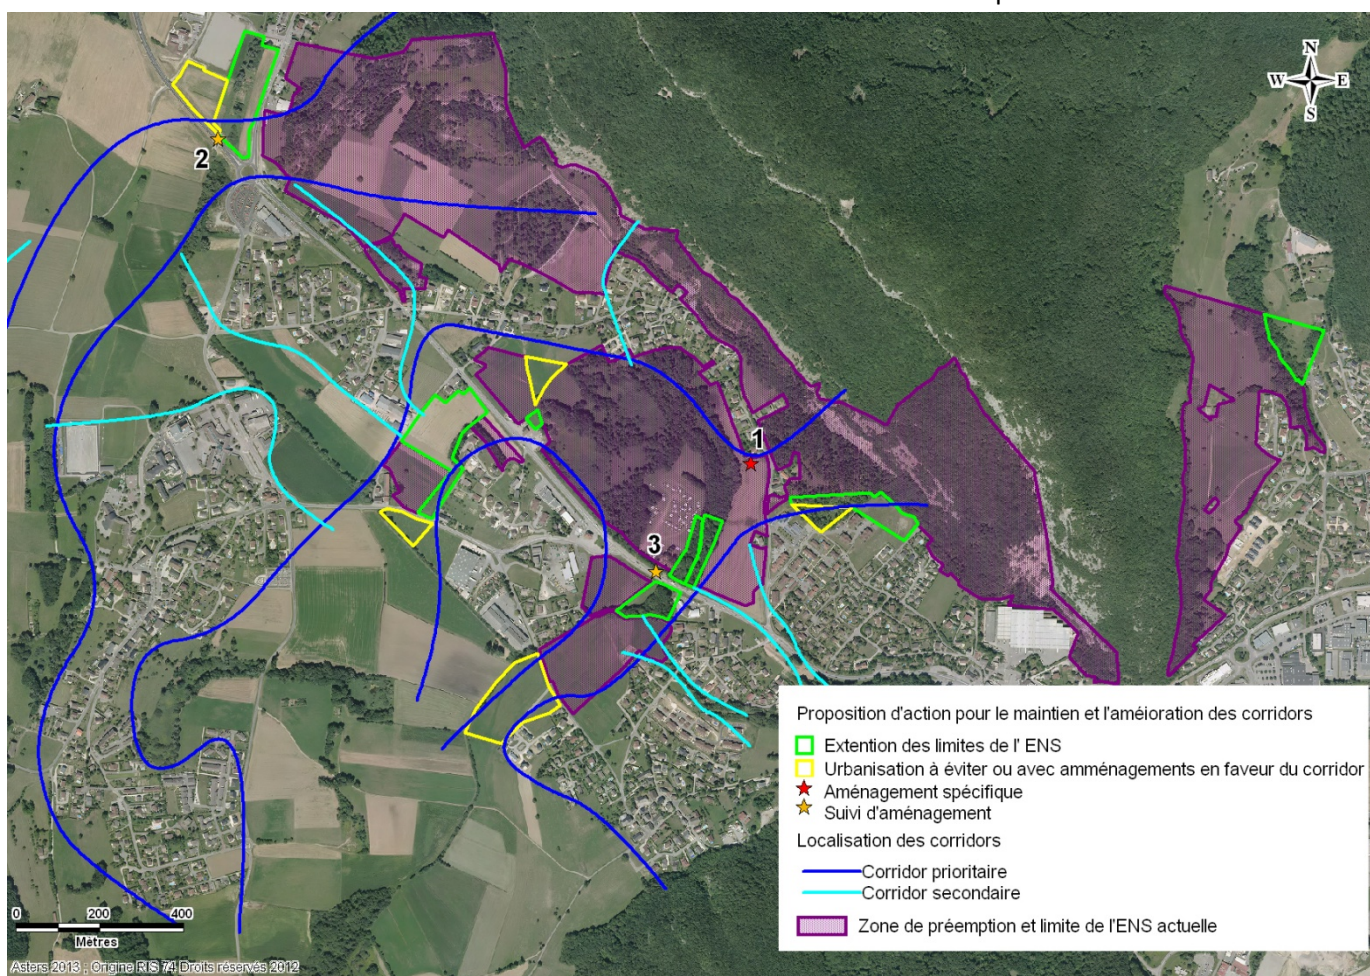 N
W E
S
2
1
3
Proposition d'action pour le maintien et l'améioration des corridors
Extention des limites de l' ENS
Urbanisation à éviter ou avec amménagements en faveur du corridor
Aménagement spécifique
Suivi d'aménagement
Localisation des corridors
Corridor prioritaire
Corridor secondaire
Zone de préemption et limite de l'ENS actuelle
0 200 400
Mètres
Asters 2013 ; Origine RIS 74 Droits réservés 2012